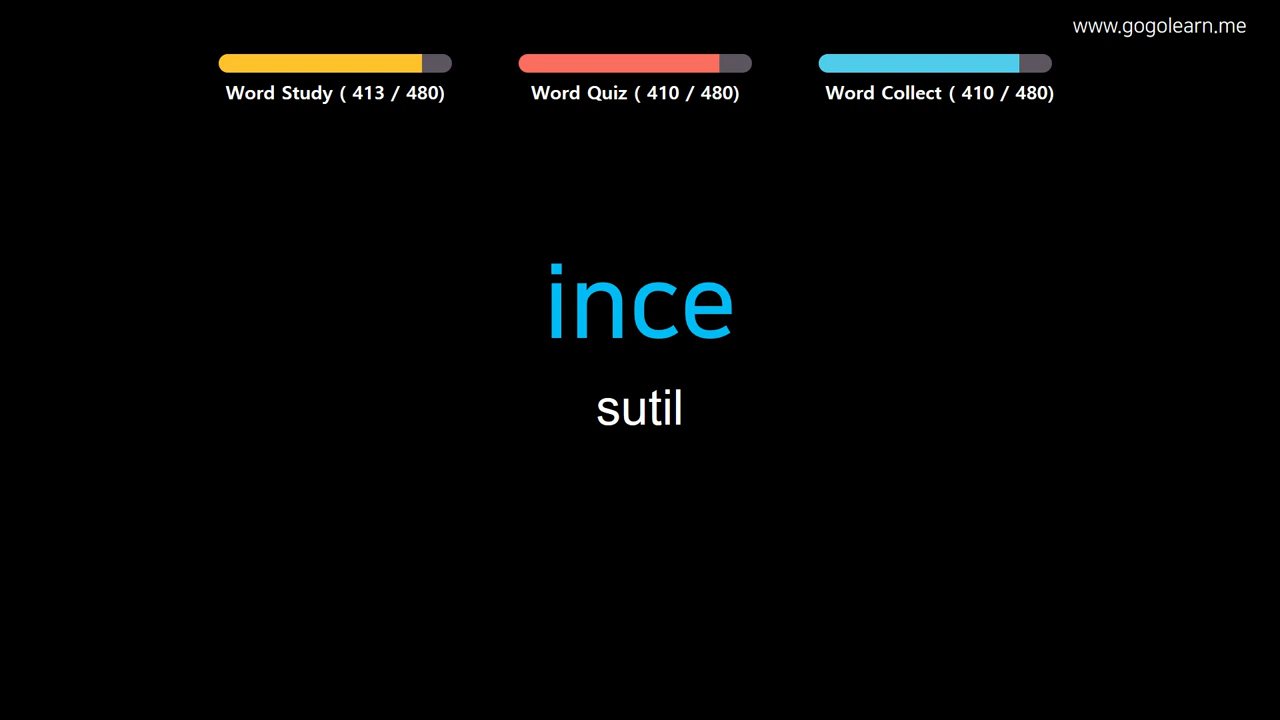 www.gogolearn.me
Word Study ( 413 / 480)
Word Quiz ( 410 / 480)
Word Collect ( 410 / 480)
ince
sutil